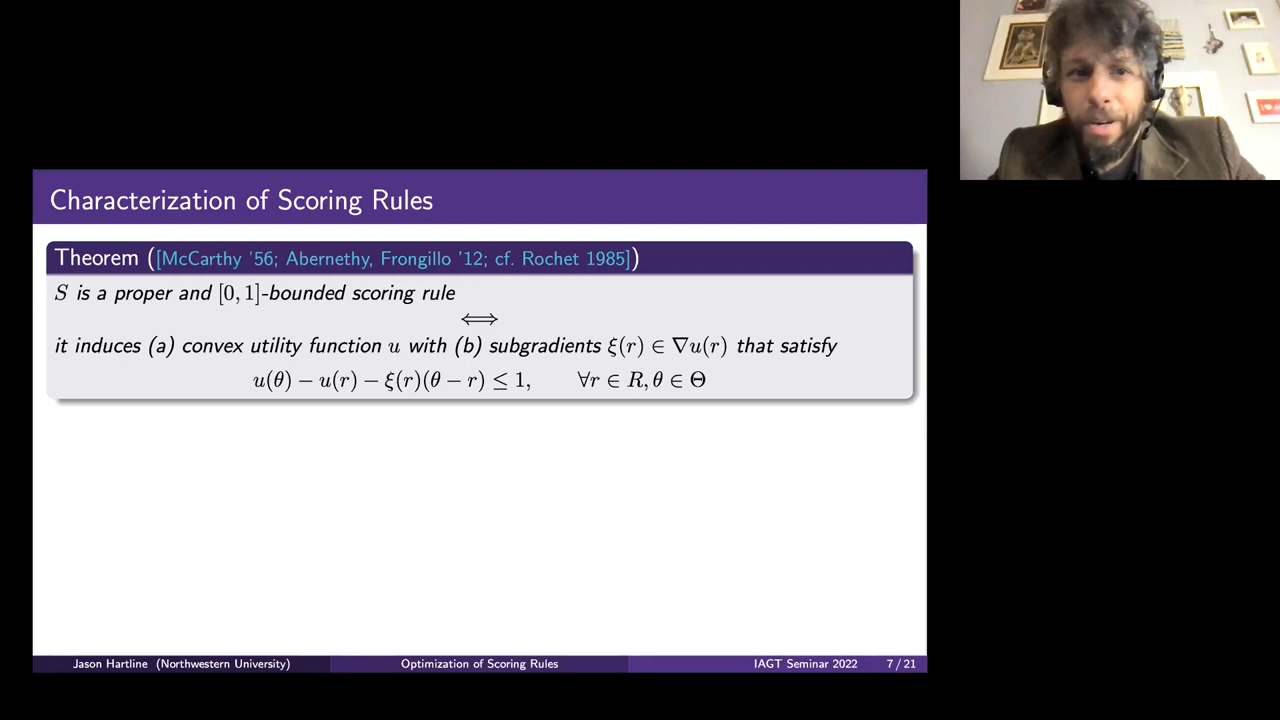 Characterization of Scoring Rules
Theorem ([McCarthy '56; Abernethy, Frongillo '12; cf. Rochet 1985])
S is a proper and [0, 1]-bounded scoring rule
⟺
it induces (a) convex utility function u with (b) subgradients ξ(r) ∈ ∇u(r) that satisfy
u(θ) − u(r) − ξ(r)(θ − r) ≤ 1, ∀r ∈ R, θ ∈ Θ
Jason Hartline (Northwestern University) Optimization of Scoring Rules IAGT Seminar 2022 7 / 21